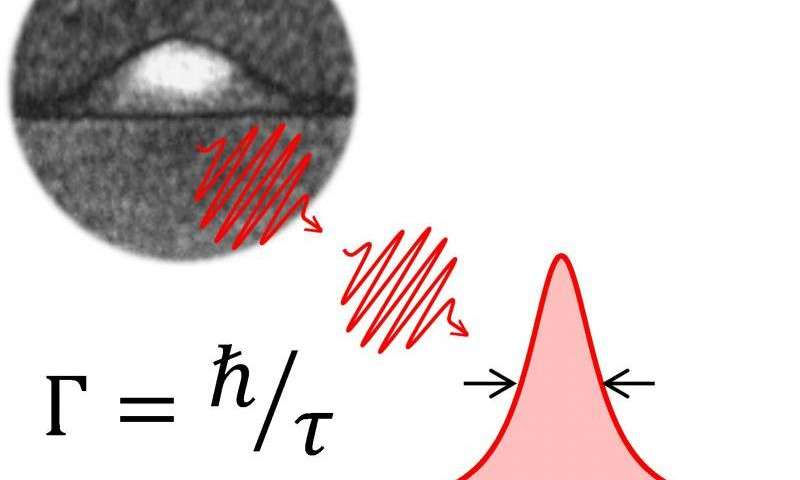 Γ = ℏ/τ